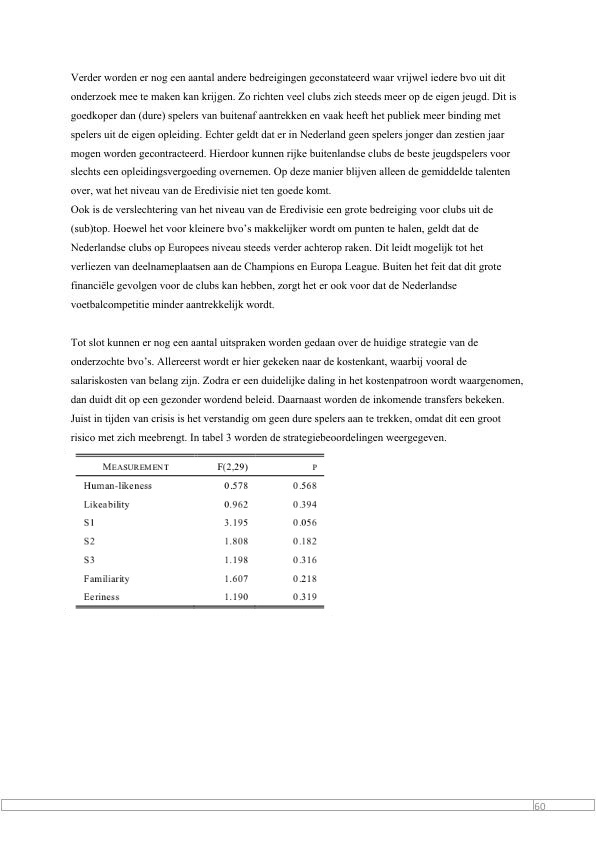 Verder worden er nog een aantal andere bedreigingen geconstateerd waar vrijwel iedere bvo uit dit
onderzoek mee te maken kan krijgen. Zo richten veel clubs zich steeds meer op de eigen jeugd. Dit is
goedkoper dan (dure) spelers van buitenaf aantrekken en vaak heeft het publiek meer binding met
spelers uit de eigen opleiding. Echter geldt dat er in Nederland geen spelers jonger dan zestien jaar
mogen worden gecontracteerd. Hierdoor kunnen rijke buitenlandse clubs de beste jeugdspelers voor
slechts een opleidingsvergoeding overnemen. Op deze manier blijven alleen de gemiddelde talenten
over, wat het niveau van de Eredivisie niet ten goede komt.
Ook is de verslechtering van het niveau van de Eredivisie een grote bedreiging voor clubs uit de
(sub)top. Hoewel het voor kleinere bvo’s makkelijker wordt om punten te halen, geldt dat de
Nederlandse clubs op Europees niveau steeds verder achterop raken. Dit leidt mogelijk tot het
verliezen van deelnameplaatsen aan de Champions en Europa League. Buiten het feit dat dit grote
financiële gevolgen voor de clubs kan hebben, zorgt het er ook voor dat de Nederlandse
voetbalcompetitie minder aantrekkelijk wordt.
Tot slot kunnen er nog een aantal uitspraken worden gedaan over de huidige strategie van de
onderzochte bvo’s. Allereerst wordt er hier gekeken naar de kostenkant, waarbij vooral de
salariskosten van belang zijn. Zodra er een duidelijke daling in het kostenpatroon wordt waargenomen,
dan duidt dit op een gezonder wordend beleid. Daarnaast worden de inkomende transfers bekeken.
Juist in tijden van crisis is het verstandig om geen dure spelers aan te trekken, omdat dit een groot
risico met zich meebrengt. In tabel 3 worden de strategiebeoordelingen weergegeven.
MEASUREMENT F(2,29) P
Human-likeness 0.578 0.568
Likeability 0.962 0.394
S1 3.195 0.056
S2 1.808 0.182
S3 1.198 0.316
Familiarity 1.607 0.218
Eeriness 1.190 0.319
60